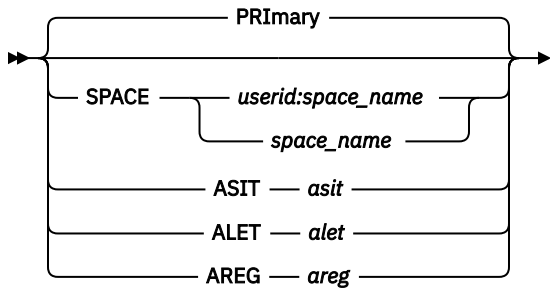 PRImary
SPACE userid:space_name
space_name
ASIT asit
ALET alet
AREG areg